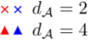 d_𝒜 = 2
d_𝒜 = 4